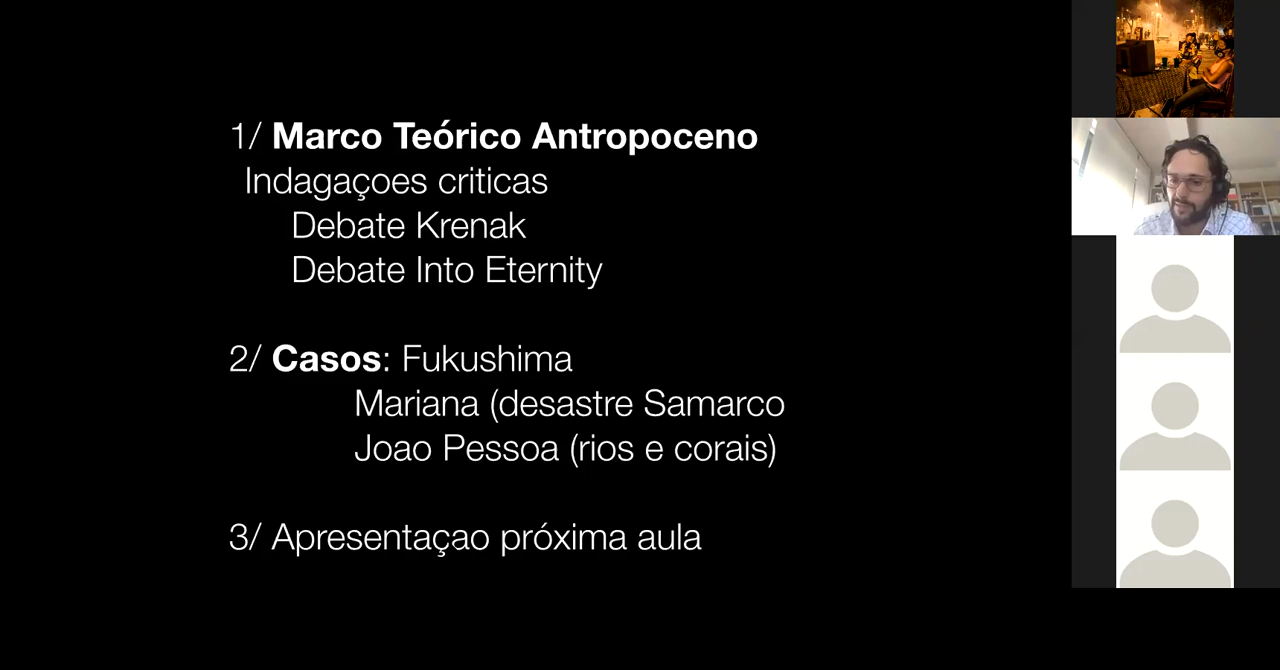 1/ Marco Teórico Antropoceno
Indagaçoes criticas
Debate Krenak
Debate Into Eternity
2/ Casos: Fukushima
Mariana (desastre Samarco
Joao Pessoa (rios e corais)
3/ Apresentaçao próxima aula